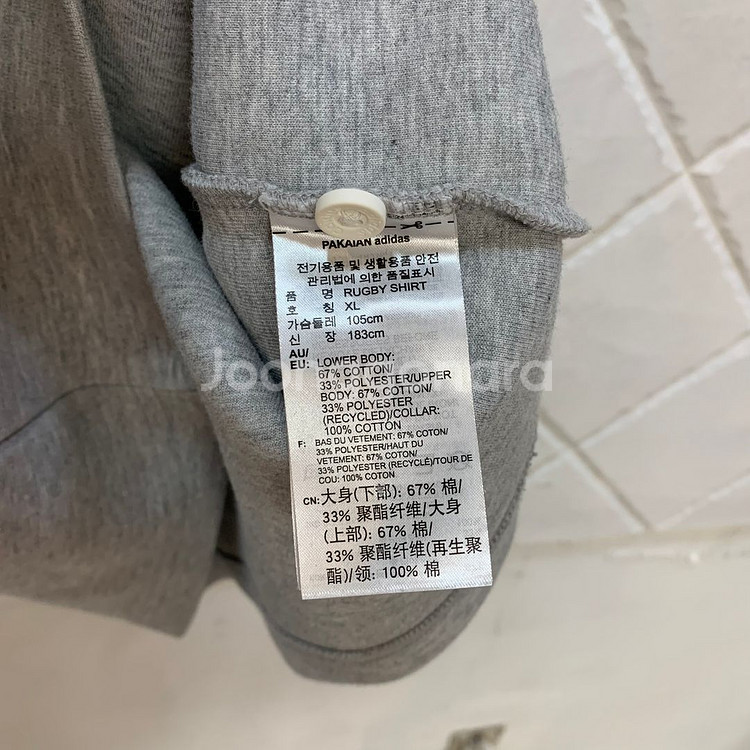 PAKAIAN adidas
전기용품 및 생활용품 안전
관리법에 의한 품질표시
품 명 RUGBY SHIRT
호 칭 XL
가슴둘레 105cm
신 장 183cm
AU/
EU: LOWER BODY:
67% COTTON/
33% POLYESTER/UPPER
BODY: 67% COTTON/
33% POLYESTER
(RECYCLED)/COLLAR:
100% COTTON
F: BAS DU VETEMENT: 67% COTON/
33% POLYESTER/HAUT DU
VETEMENT: 67% COTON/
33% POLYESTER (RECYCLÉ)/TOUR DE
COU: 100% COTON
CN: 大身(下部): 67% 棉/
33% 聚酯纤维/大身
(上部): 67% 棉/
33% 聚酯纤维(再生聚
酯)/领: 100% 棉